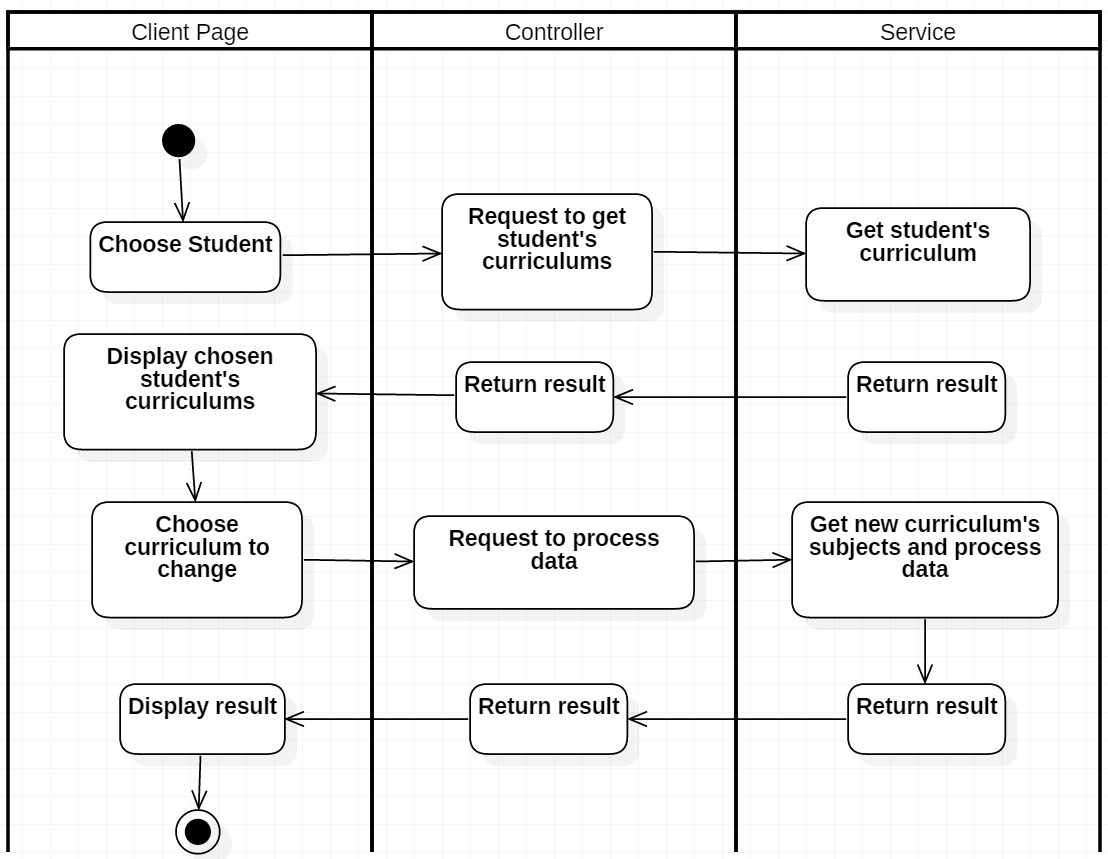 Client Page
Controller
Service
Choose Student
Request to get
student's
curriculums
Get student's
curriculum
Display chosen
student's
curriculums
Return result
Return result
Choose
curriculum to
change
Request to process
data
Get new curriculum's
subjects and process
data
Display result
Return result
Return result